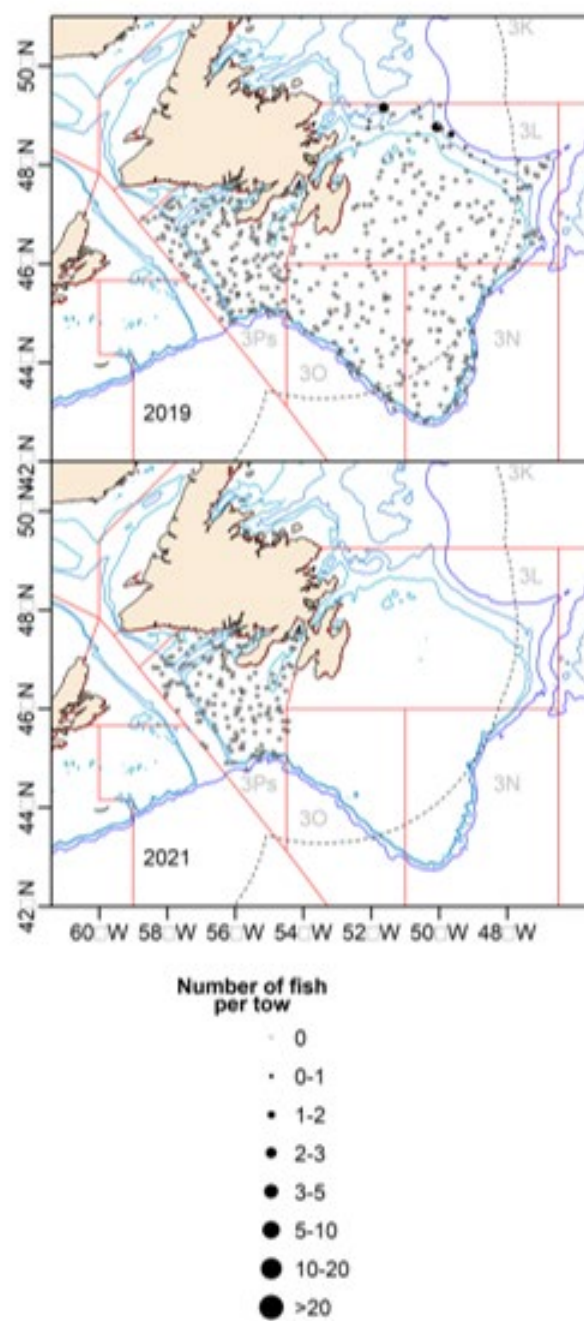 3K
50□N
3L
48□N
46□N
3Ps
3N
44□N
3O
2019
42□N
3K
50□N
3L
48□N
46□N
3Ps
3N
44□N
3O
2021
42□N
60□W 58□W 56□W 54□W 52□W 50□W 48□W
Number of fish
per tow
0
0-1
1-2
2-3
3-5
5-10
10-20
>20